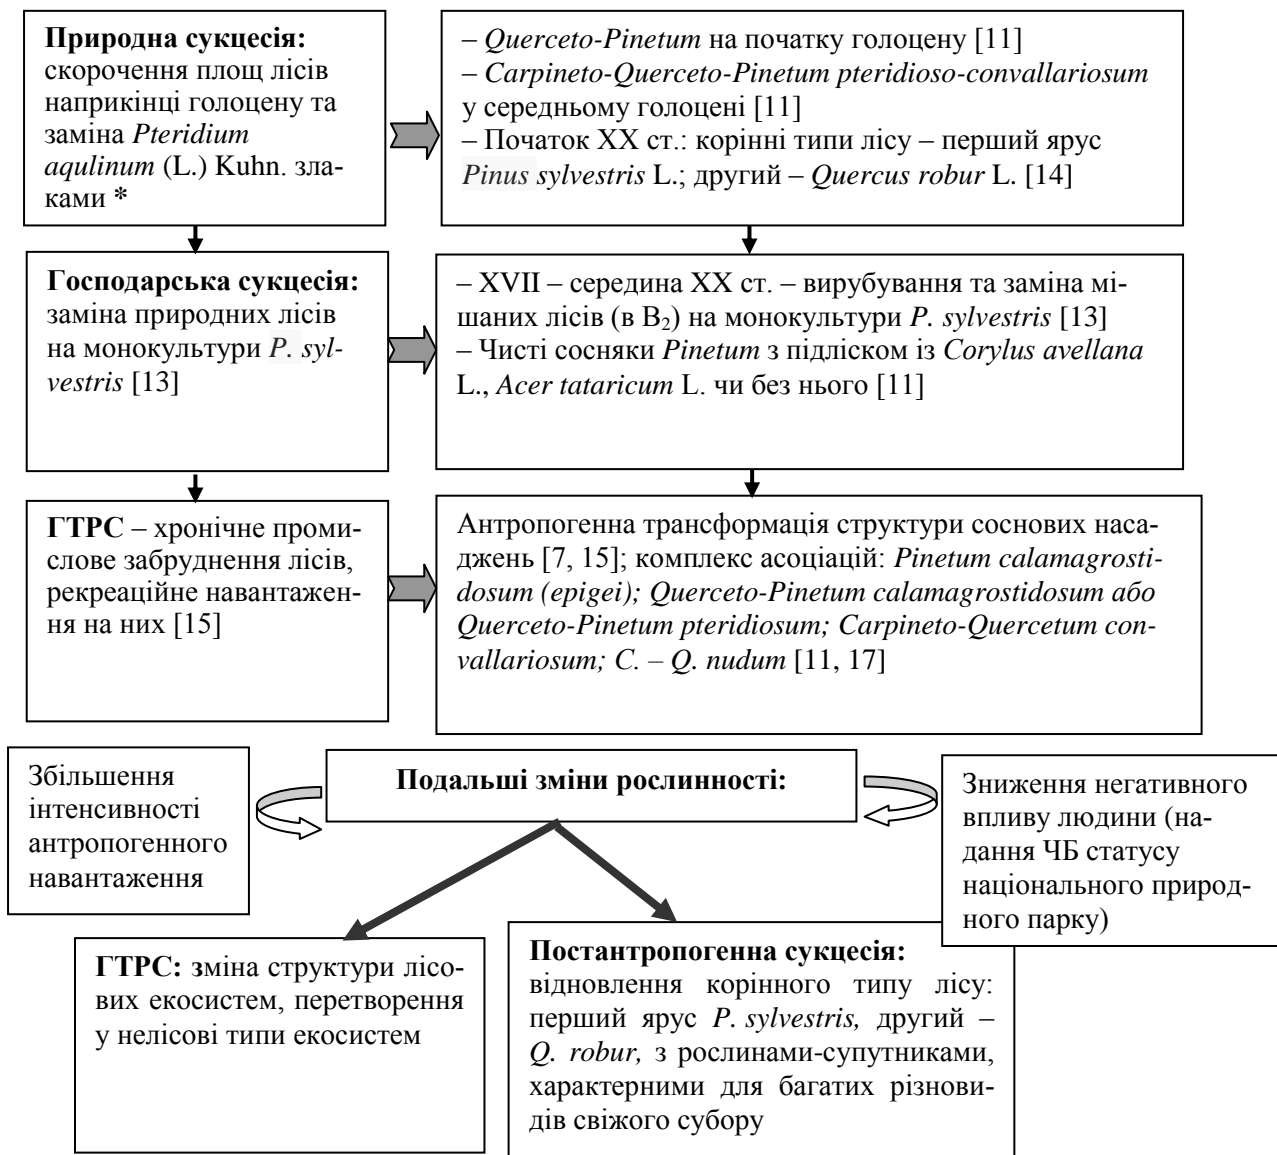 Природна сукцесія:
скорочення площ лісів
наприкінці голоцену та
заміна Pteridium
aqulinum (L.) Kuhn. зла-
ками *
– Querceto-Pinetum на початку голоцену [11]
– Carpineto-Querceto-Pinetum pteridioso-convallariosum
у середньому голоцені [11]
– Початок ХХ ст.: корінні типи лісу – перший ярус
Pinus sylvestris L.; другий – Quercus robur L. [14]
Господарська сукцесія:
заміна природних лісів
на монокультури P. syl-
vestris [13]
– XVII – середина ХХ ст. – вирубування та заміна мі-
шаних лісів (в В₂) на монокультури P. sylvestris [13]
– Чисті сосняки Pinetum з підліском із Corylus avellana
L., Acer tataricum L. чи без нього [11]
ГТРС – хронічне промис-
слове забруднення лісів,
рекреаційне навантажен-
ня на них [15]
Антропогенна трансформація структури соснових наса-
джень [7, 15]; комплекс асоціацій: Pinetum calamagrosti-
dosum (epigei); Querceto-Pinetum calamagrostidosum або
Querceto-Pinetum pteridiosum; Carpineto-Quercetum con-
vallariosum; C. – Q. nudum [11, 17]
Подальші зміни рослинності:
Збільшення
інтенсивності
антропогенного
навантаження
Зниження негативного
впливу людини (на-
дання ЧБ статусу
національного природ-
ного парку)
ГТРС: зміна структури лісо-
вих екосистем, перетворення
у нелісові типи екосистем
Постантропогенна сукцесія:
відновлення корінного типу лісу:
перший ярус P. sylvestris, другий –
Q. robur, з рослинами-супутниками,
характерними для багатих різнови-
дів свіжого субору